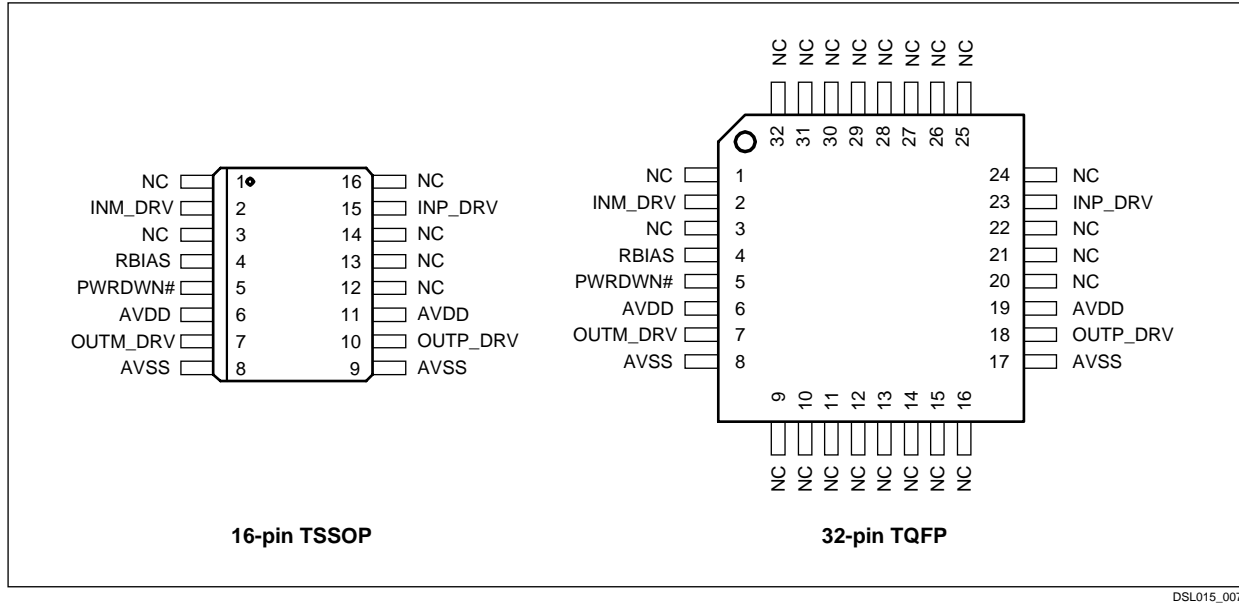 NC 1 16 NC
INM_DRV 2 15 INP_DRV
NC 3 14 NC
RBIAS 4 13 NC
PWRDWN# 5 12 NC
AVDD 6 11 AVDD
OUTM_DRV 7 10 OUTP_DRV
AVSS 8 9 AVSS
16-pin TSSOP
NC NC NC NC NC NC NC NC
32 31 30 29 28 27 26 25
NC 1 24 NC
INM_DRV 2 23 INP_DRV
NC 3 22 NC
RBIAS 4 21 NC
PWRDWN# 5 20 NC
AVDD 6 19 AVDD
OUTM_DRV 7 18 OUTP_DRV
AVSS 8 17 AVSS
9 10 11 12 13 14 15 16
NC NC NC NC NC NC NC NC
32-pin TQFP
DSL015_007